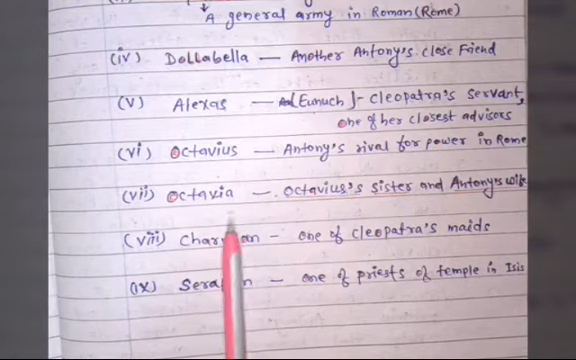 A general army in Roman (Rome)
(iv) Dollabella — Another Antony's close Friend
(v) Alexas — (Eunuch) - cleopatra's servant,
one of her closest advisors
(vi) Octavius — Antony's rival for power in Rome
(vii) Octavia — Octavius's sister and Antony's wife
(viii) one of cleopatra's maids
(ix) one of priests of temple in Isis